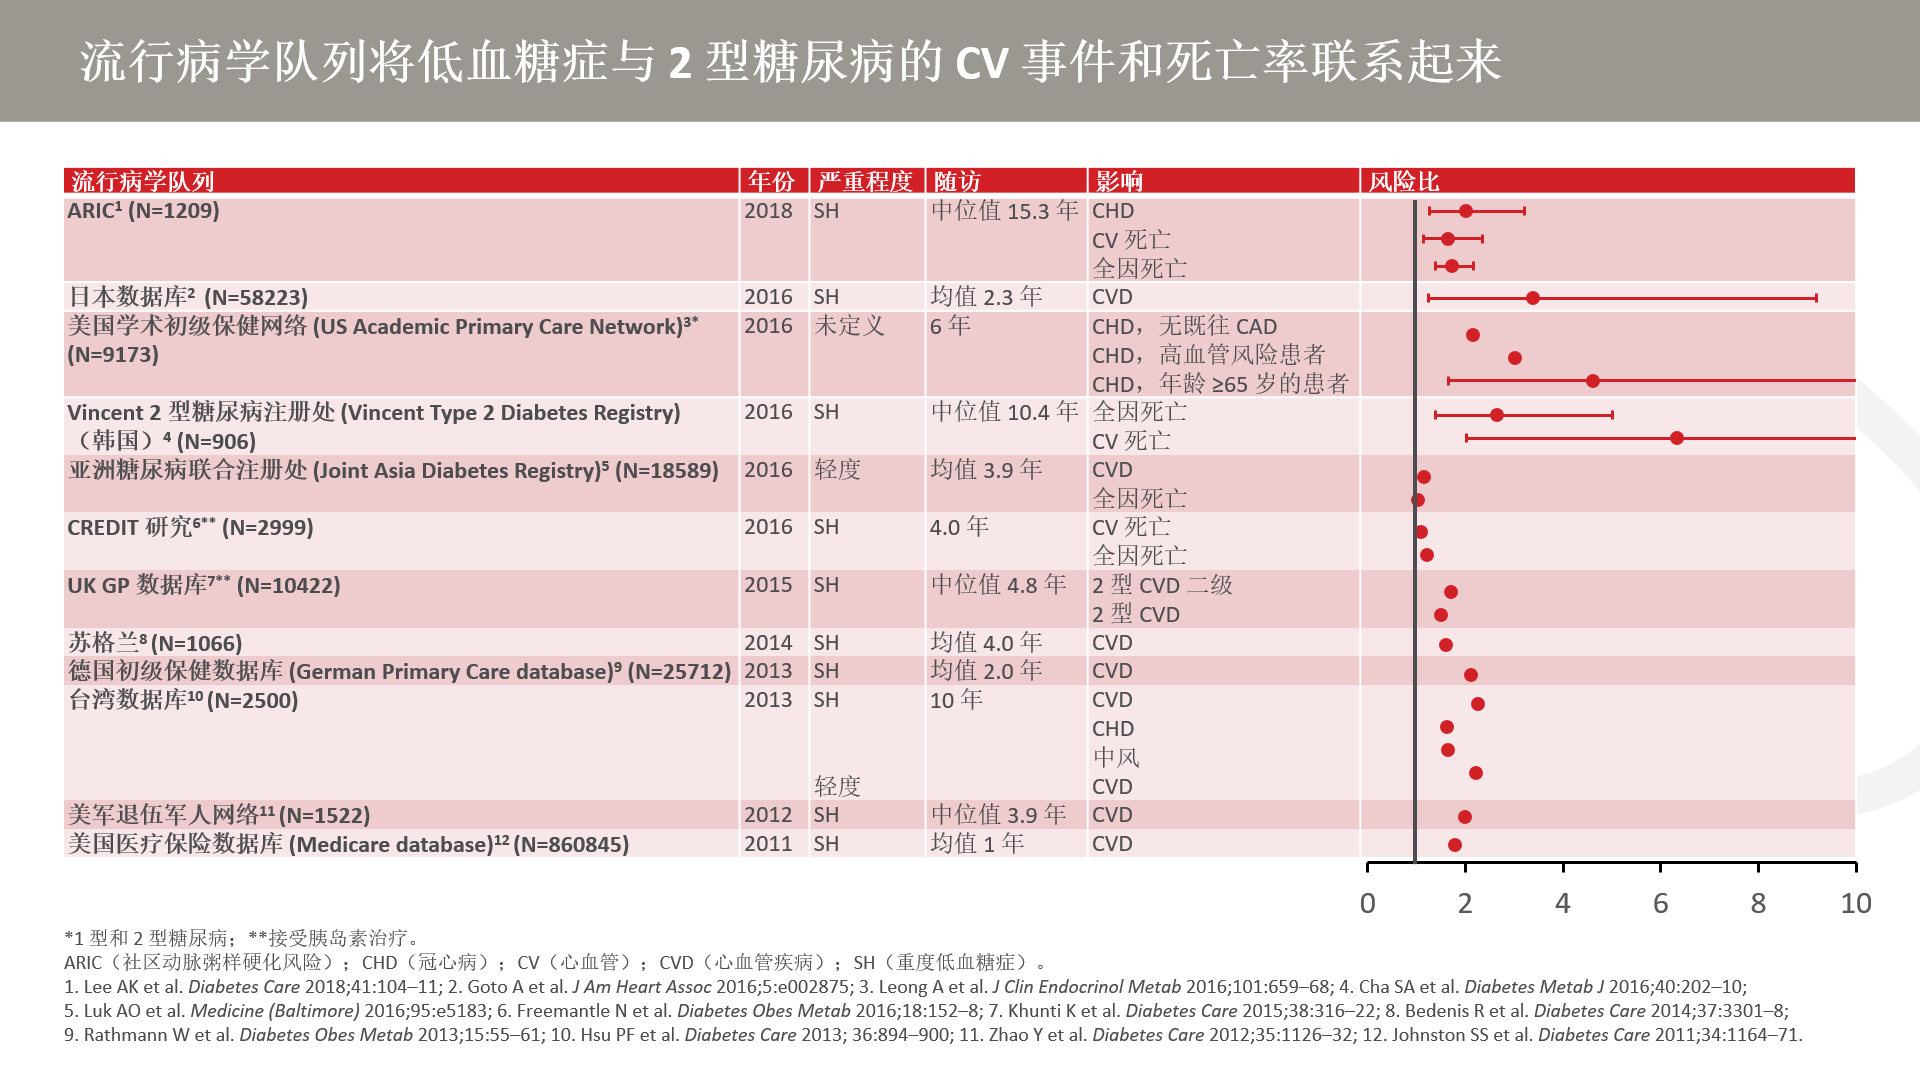 流行病学队列将低血糖症与 2 型糖尿病的 CV 事件和死亡率联系起来
流行病学队列 年份 严重程度 随访 影响 风险比
ARIC¹ (N=1209) 2018 SH 中位值 15.3 年 CHD
CV 死亡
全因死亡
日本数据库² (N=58223) 2016 SH 均值 2.3 年 CVD
美国学术初级保健网络 (US Academic Primary Care Network)³* 2016 未定义 6 年 CHD，无既往 CAD
(N=9173) CHD，高血管风险患者
CHD，年龄 ≥65 岁的患者
Vincent 2 型糖尿病注册处 (Vincent Type 2 Diabetes Registry) 2016 SH 中位值 10.4 年 全因死亡
（韩国）⁴ (N=906) CV 死亡
亚洲糖尿病联合注册处 (Joint Asia Diabetes Registry)⁵ (N=18589) 2016 轻度 均值 3.9 年 CVD
全因死亡
CREDIT 研究⁶** (N=2999) 2016 SH 4.0 年 CV 死亡
全因死亡
UK GP 数据库⁷** (N=10422) 2015 SH 中位值 4.8 年 2 型 CVD 二级
2 型 CVD
苏格兰⁸ (N=1066) 2014 SH 均值 4.0 年 CVD
德国初级保健数据库 (German Primary Care database)⁹ (N=25712) 2013 SH 均值 2.0 年 CVD
台湾数据库¹⁰ (N=2500) 2013 SH 10 年 CVD
CHD
中风
轻度 CVD
美军退伍军人网络¹¹ (N=1522) 2012 SH 中位值 3.9 年 CVD
美国医疗保险数据库 (Medicare database)¹² (N=860845) 2011 SH 均值 1 年 CVD
0 2 4 6 8 10
*1 型和 2 型糖尿病；**接受胰岛素治疗。
ARIC（社区动脉粥样硬化风险）；CHD（冠心病）；CV（心血管）；CVD（心血管疾病）；SH（重度低血糖症）。
1. Lee AK et al. Diabetes Care 2018;41:104–11; 2. Goto A et al. J Am Heart Assoc 2016;5:e002875; 3. Leong A et al. J Clin Endocrinol Metab 2016;101:659–68; 4. Cha SA et al. Diabetes Metab J 2016;40:202–10;
5. Luk AO et al. Medicine (Baltimore) 2016;95:e5183; 6. Freemantle N et al. Diabetes Obes Metab 2016;18:152–8; 7. Khunti K et al. Diabetes Care 2015;38:316–22; 8. Bedenis R et al. Diabetes Care 2014;37:3301–8;
9. Rathmann W et al. Diabetes Obes Metab 2013;15:55–61; 10. Hsu PF et al. Diabetes Care 2013; 36:894–900; 11. Zhao Y et al. Diabetes Care 2012;35:1126–32; 12. Johnston SS et al. Diabetes Care 2011;34:1164–71.